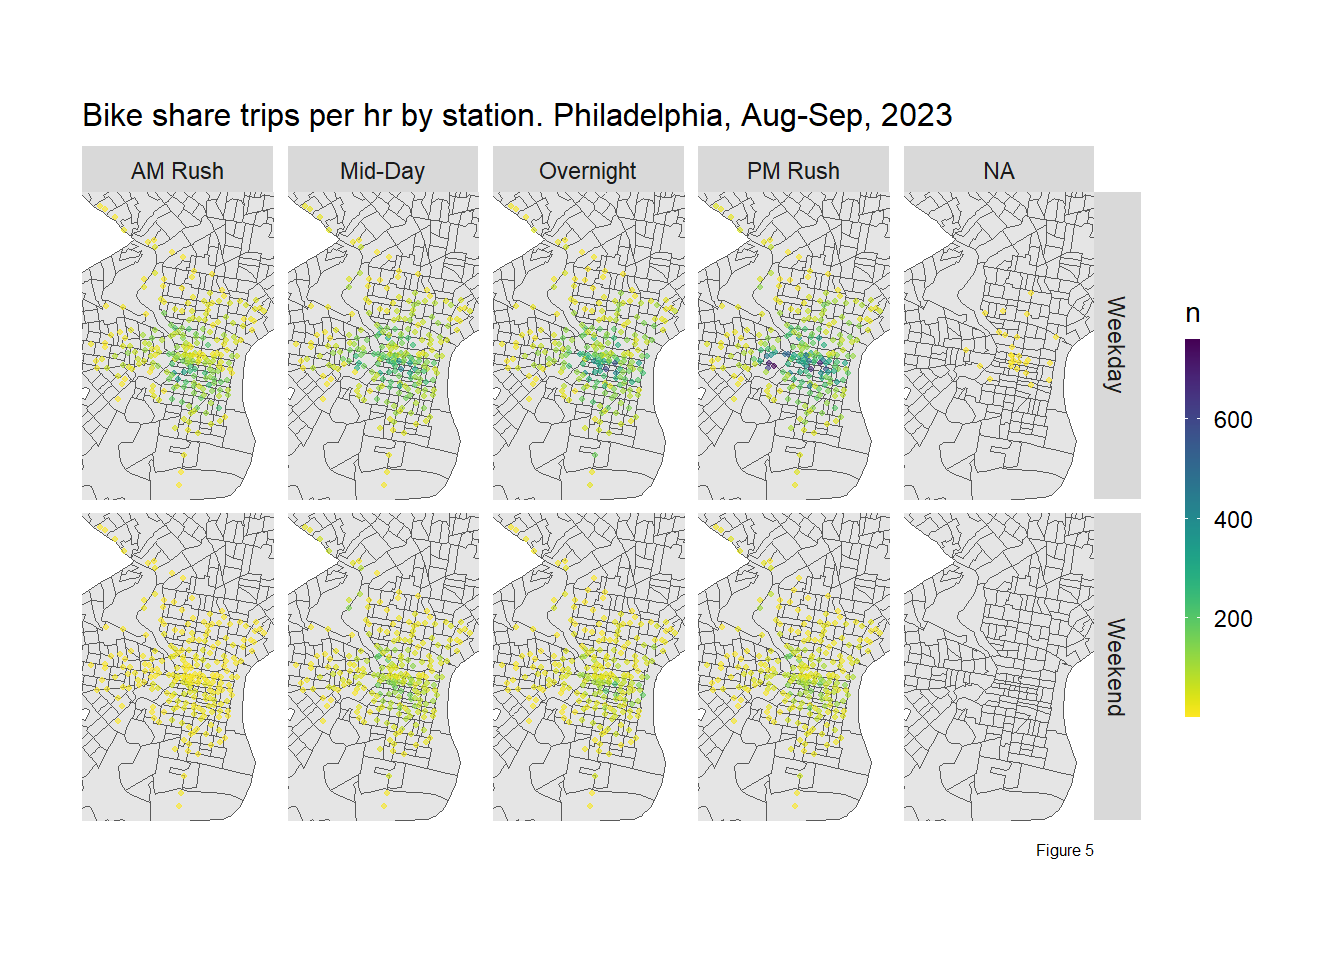 Bike share trips per hr by station. Philadelphia, Aug-Sep, 2023
AM Rush
Mid-Day
Overnight
PM Rush
NA
Weekday
Weekend
n
600
400
200
Figure 5